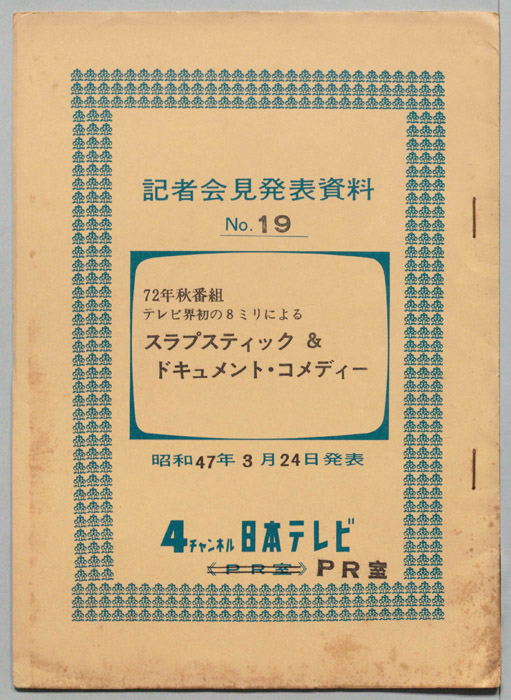 記者会見発表資料
No. 19
72年秋番組
テレビ界初の8ミリによる
スラプスティック &
ドキュメント・コメディー
昭和47年3月24日発表
4チャンネル 日本テレビ
《PR室》 PR室